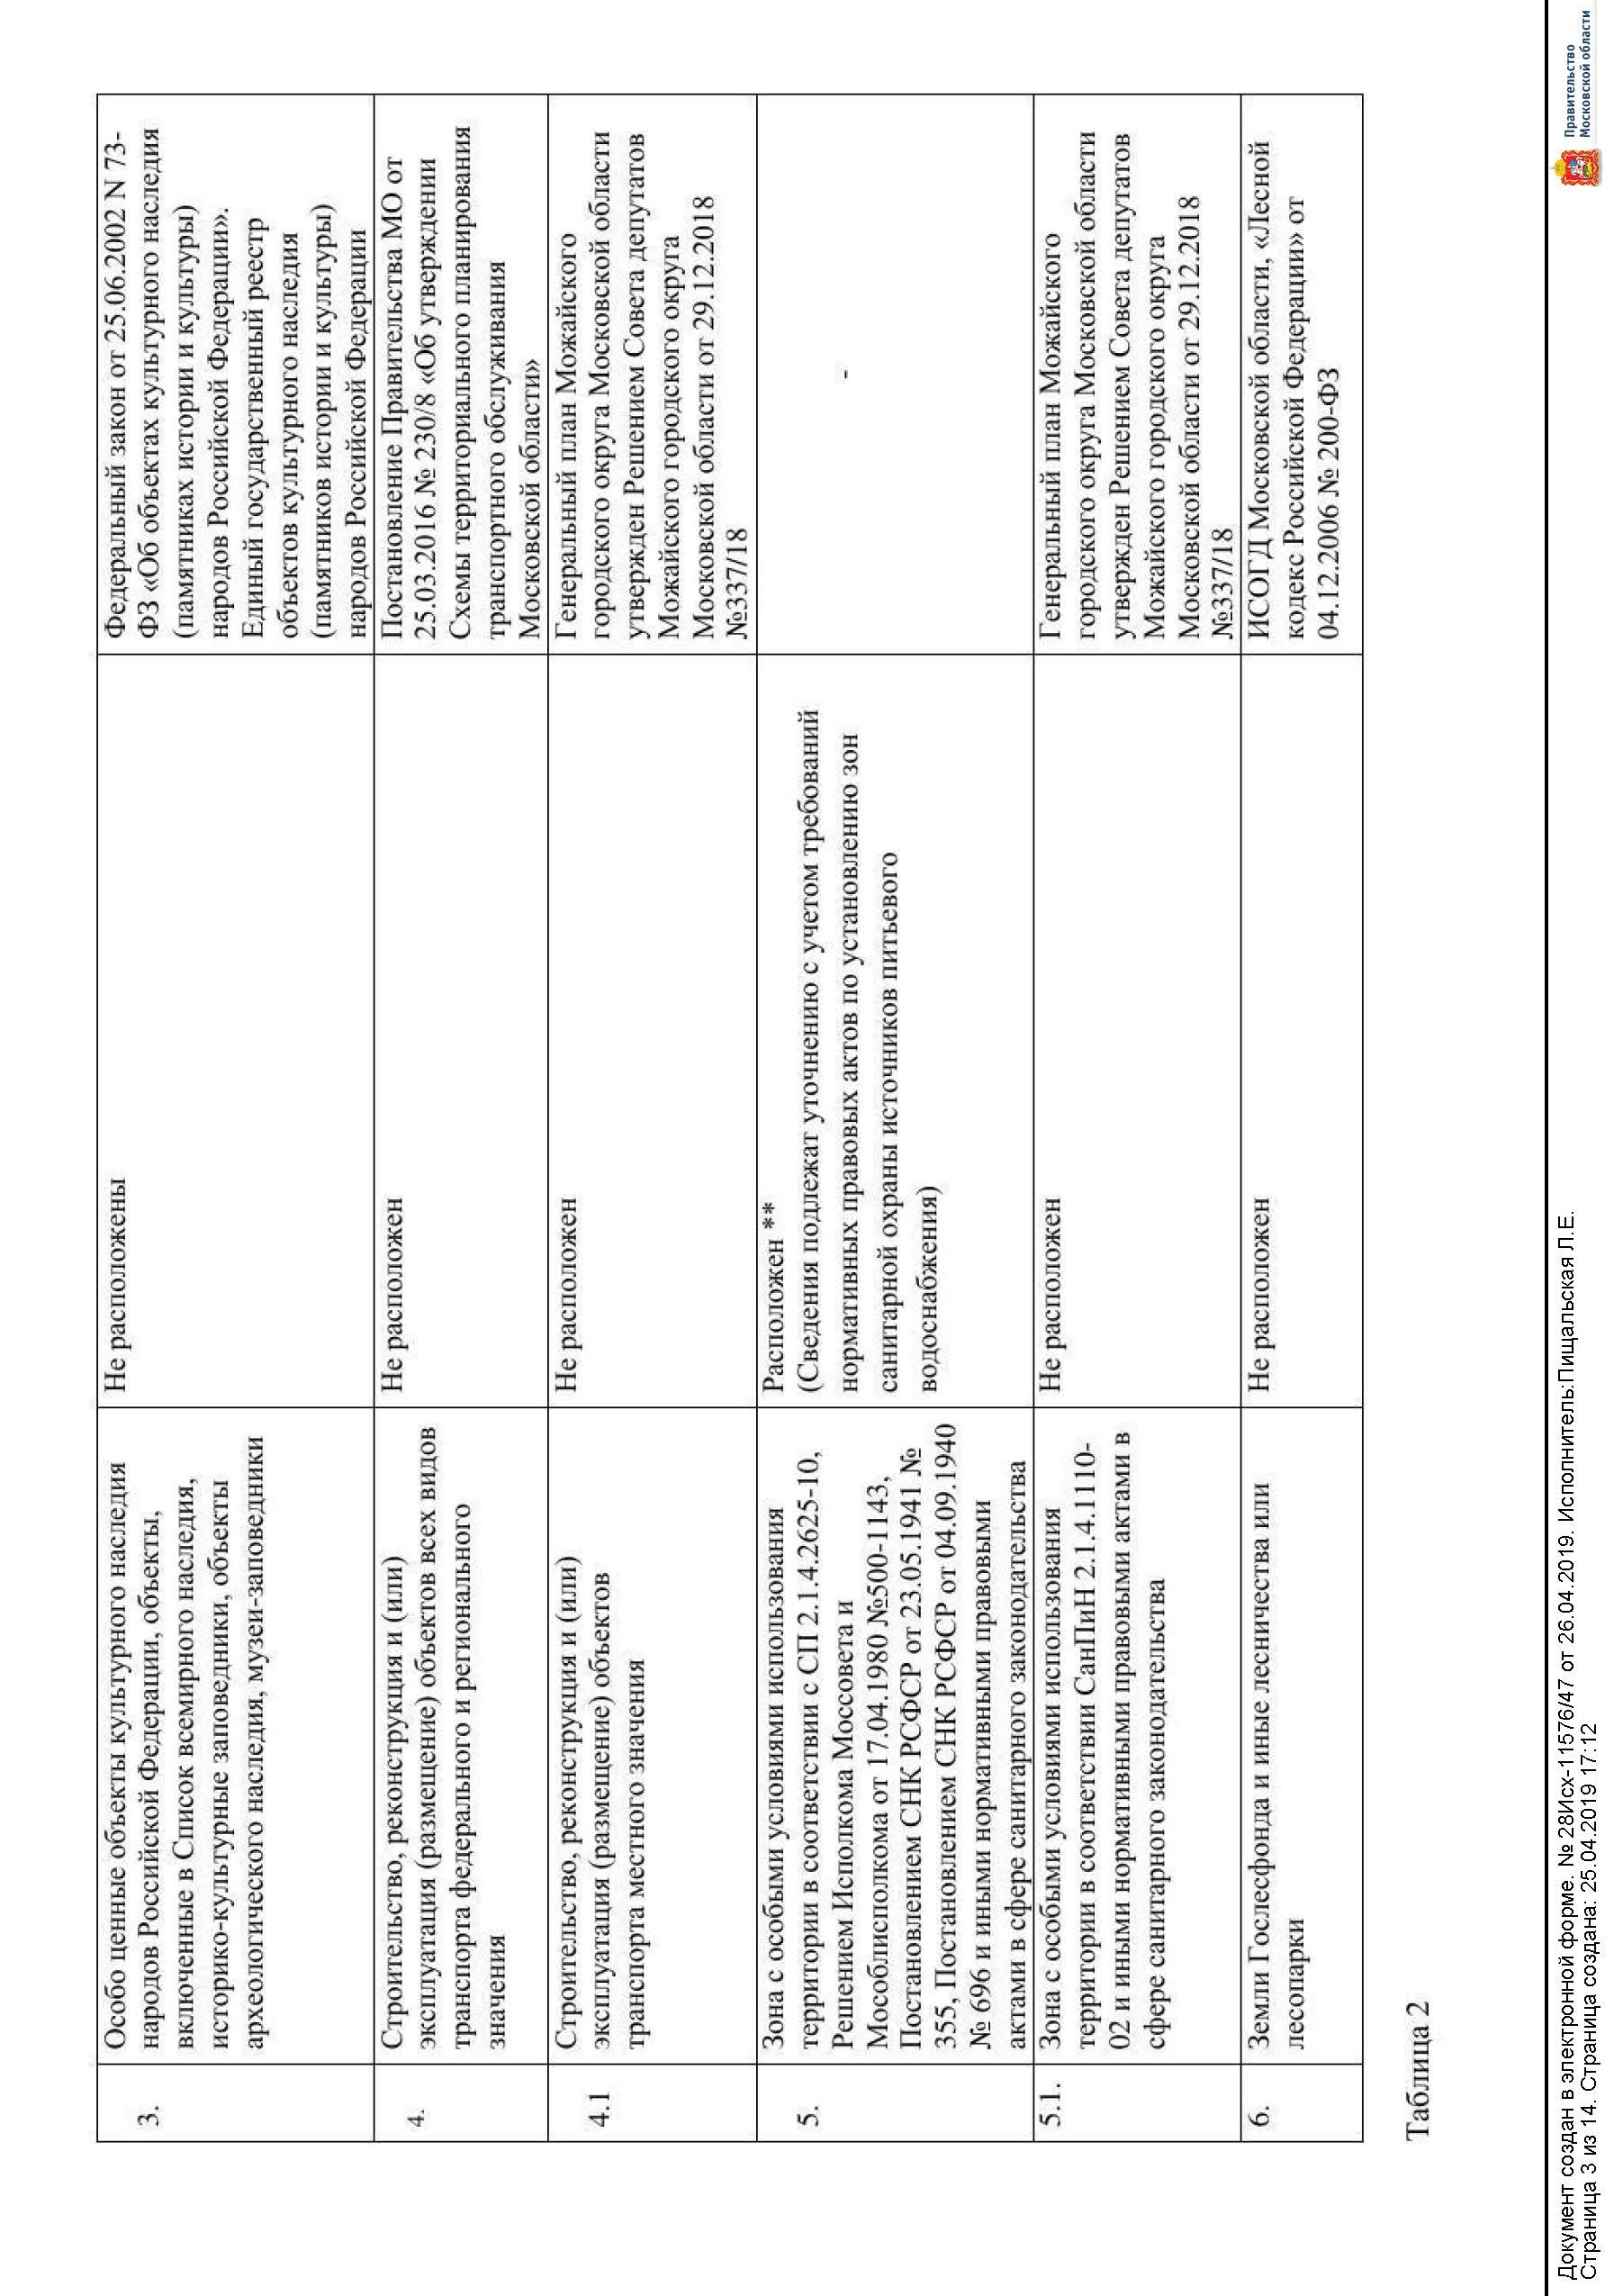 3.
Особо ценные объекты культурного наследия
народов Российской Федерации, объекты,
включенные в Список всемирного наследия,
историко-культурные заповедники, объекты
археологического наследия, музеи-заповедники
Не расположены
Федеральный закон от 25.06.2002 N 73-
ФЗ «Об объектах культурного наследия
(памятниках истории и культуры)
народов Российской Федерации».
Единый государственный реестр
объектов культурного наследия
(памятников истории и культуры)
народов Российской Федерации
4.
Строительство, реконструкция и (или)
эксплуатация (размещение) объектов всех видов
транспорта федерального и регионального
значения
Не расположен
Постановление Правительства МО от
25.03.2016 № 230/8 «Об утверждении
Схемы территориального планирования
транспортного обслуживания
Московской области»
4.1
Строительство, реконструкция и (или)
эксплуатация (размещение) объектов
транспорта местного значения
Не расположен
Генеральный план Можайского
городского округа Московской области
утвержден Решением Совета депутатов
Можайского городского округа
Московской области от 29.12.2018
№337/18
5.
Зона с особыми условиями использования
территории в соответствии с СП 2.1.4.2625-10,
Решением Исполкома Моссовета и
Мособлисполкома от 17.04.1980 №500-1143,
Постановлением СНК РСФСР от 23.05.1941 №
355, Постановлением СНК РСФСР от 04.09.1940
№ 696 и иными нормативными правовыми
актами в сфере санитарного законодательства
Расположен **
(Сведения подлежат уточнению с учетом требований
нормативных правовых актов по установлению зон
санитарной охраны источников питьевого
водоснабжения)
-
5.1.
Зона с особыми условиями использования
территории в соответствии СанПиН 2.1.4.1110-
02 и иными нормативными правовыми актами в
сфере санитарного законодательства
Не расположен
Генеральный план Можайского
городского округа Московской области
утвержден Решением Совета депутатов
Можайского городского округа
Московской области от 29.12.2018
№337/18
6.
Земли Гослесфонда и иные лесничества или
лесопарки
Не расположен
ИСОГД Московской области, «Лесной
кодекс Российской Федерации» от
04.12.2006 № 200-ФЗ
Таблица 2
Документ создан в электронной форме. № 28Исх-11576/47 от 26.04.2019. Исполнитель:Пищальская Л.Е.
Страница 3 из 14. Страница создана: 25.04.2019 17:12
Правительство
Московской области